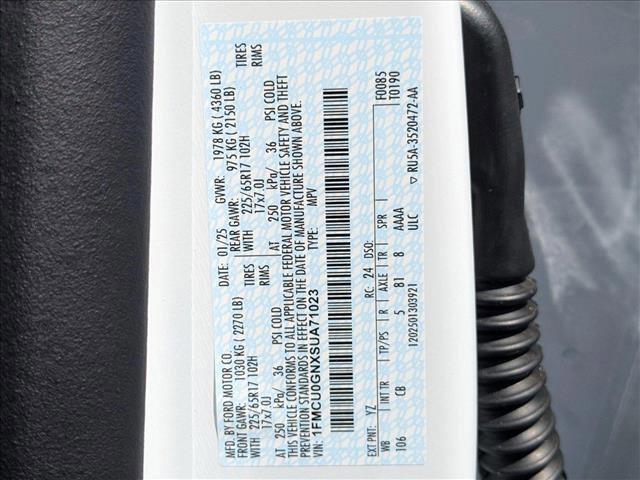 MFD. BY FORD MOTOR CO. DATE: 01/25 GVWR: 1978 KG ( 4360 LB)
FRONT GAWR: 1030 KG ( 2270 LB) REAR GAWR: 975 KG ( 2150 LB)
WITH 225/65R17 102H TIRES WITH 225/65R17 102H TIRES
17x7.0J RIMS 17x7.0J RIMS
AT 250 kPa/ 36 PSI COLD AT 250 kPa/ 36 PSI COLD
THIS VEHICLE CONFORMS TO ALL APPLICABLE FEDERAL MOTOR VEHICLE SAFETY AND THEFT
PREVENTION STANDARDS IN EFFECT ON THE DATE OF MANUFACTURE SHOWN ABOVE.
VIN: 1FMCU0GNXSUA71023 TYPE: MPV
EXT PNT: YZ RC: 24 DSO: F0085
WB INT TR TP/PS R AXLE TR SPR T0190
106 CB 5 81 8 AAAA
1202501303921 ULC ▽ RU5A-3520472-AA